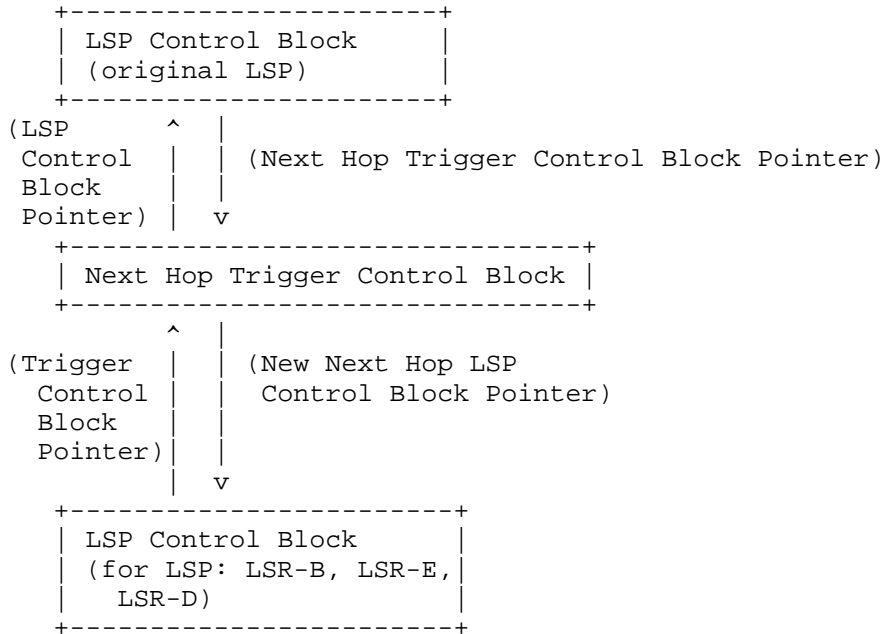 +-----------------------+
| LSP Control Block     |
| (original LSP)        |
+-----------------------+
(LSP      ^  |
Control  |  | (Next Hop Trigger Control Block Pointer)
Block    |  |
Pointer) |  v
+--------------------------------+
| Next Hop Trigger Control Block |
+--------------------------------+
^  |
(Trigger  |  | (New Next Hop LSP
Control |  |  Control Block Pointer)
Block   |  |
Pointer)|  |
|  v
+------------------------+
| LSP Control Block      |
| (for LSP: LSR-B, LSR-E,|
|   LSR-D)               |
+------------------------+